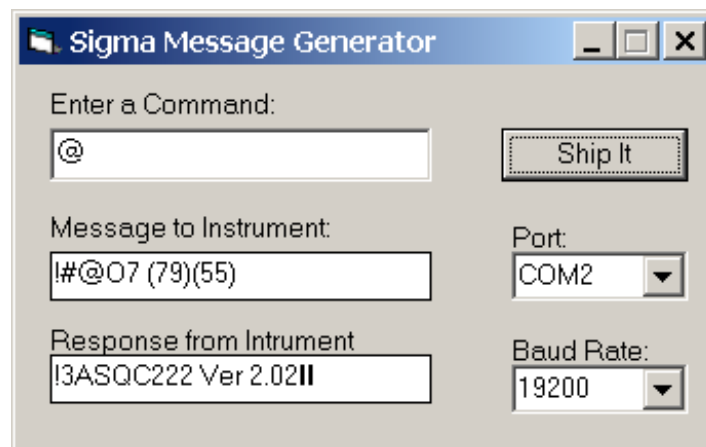 Sigma Message Generator
Enter a Command:
@
Ship It
Message to Instrument:
!#@O7 (79)(55)
Port:
COM2
Response from Intrument
!3ASQC222 Ver 2.02
Baud Rate:
19200